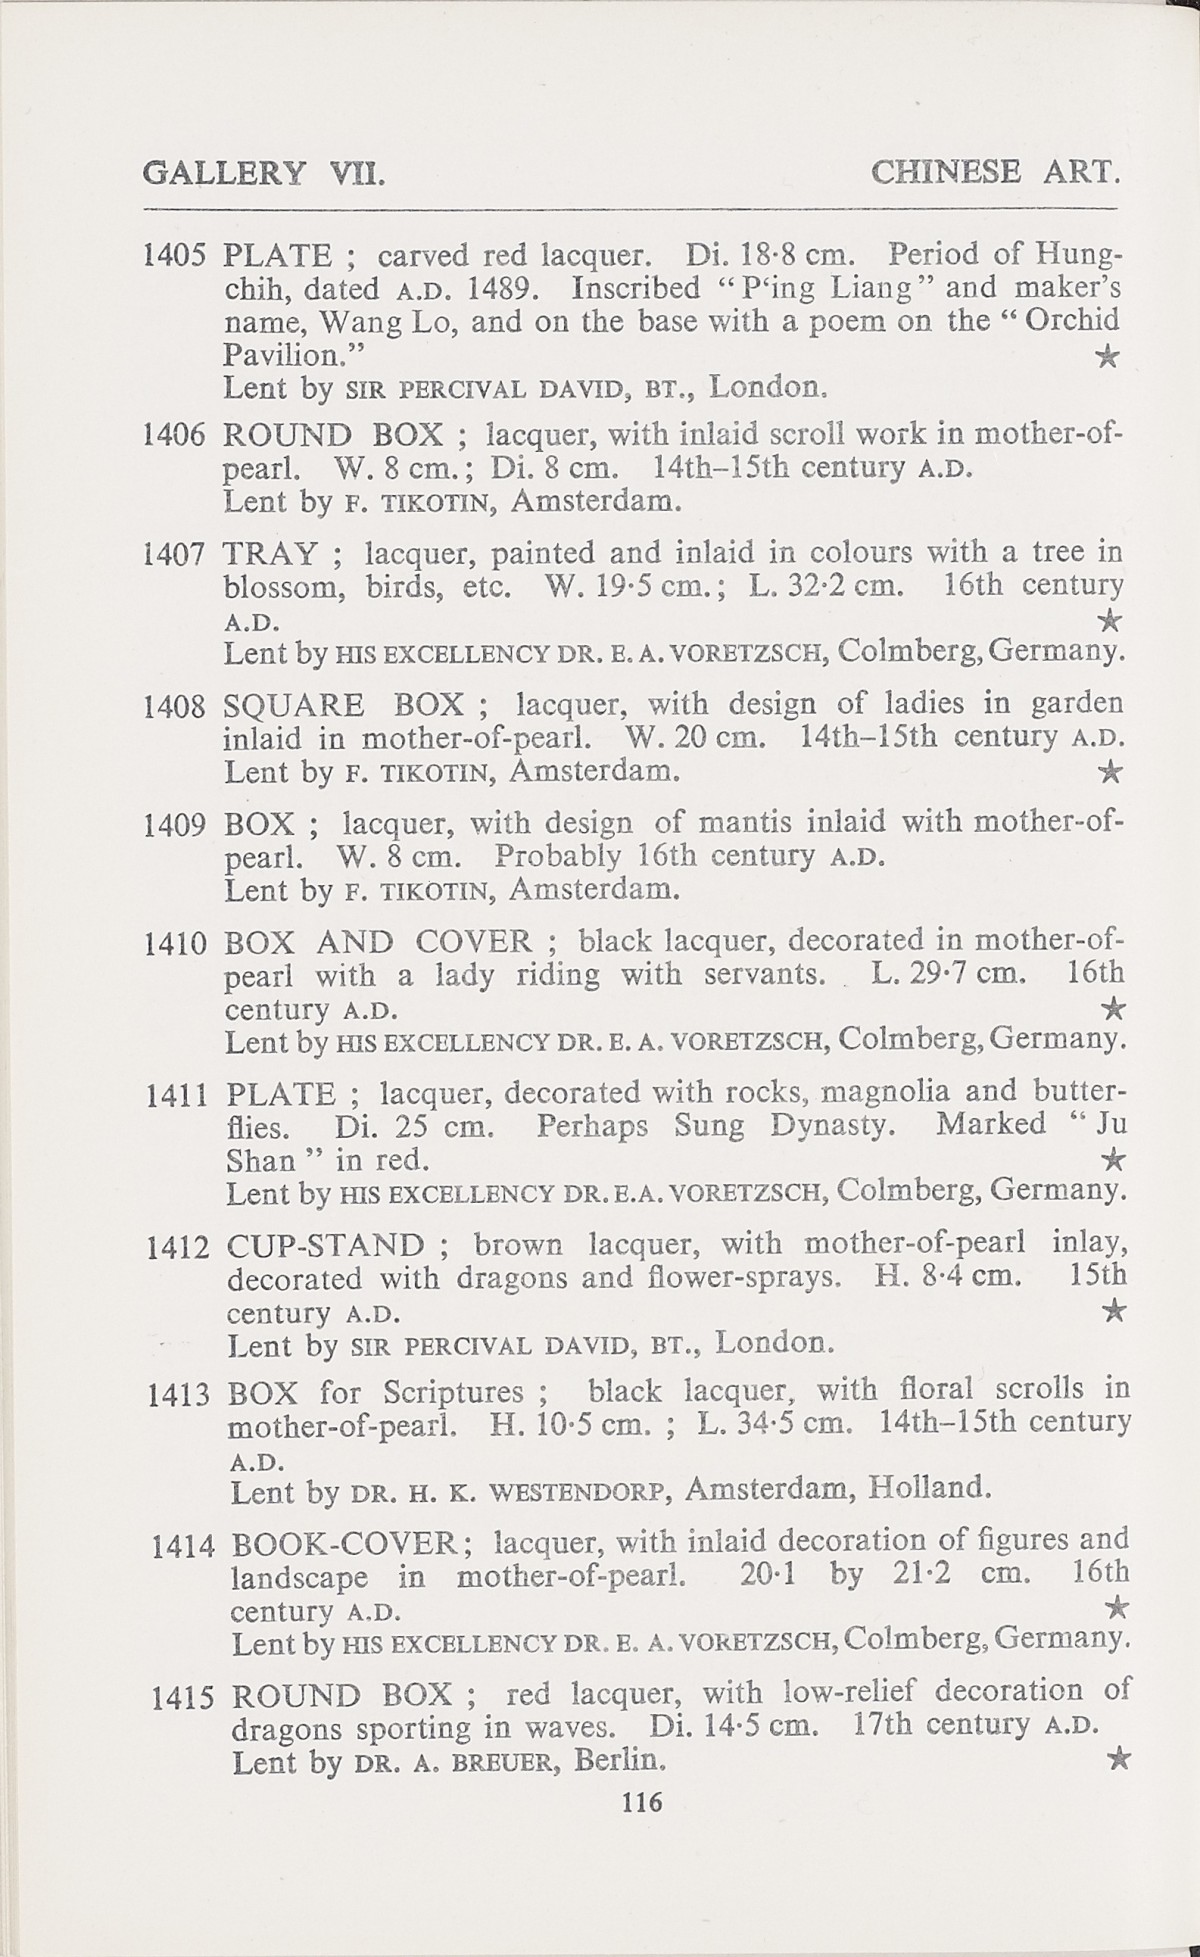 GALLERY VII. CHINESE ART.
1405 PLATE ; carved red lacquer. Di. 18·8 cm. Period of Hung-
chih, dated A.D. 1489. Inscribed “P‘ing Liang” and maker’s
name, Wang Lo, and on the base with a poem on the “Orchid
Pavilion.” ★
Lent by SIR PERCIVAL DAVID, BT., London.
1406 ROUND BOX ; lacquer, with inlaid scroll work in mother-of-
pearl. W. 8 cm. ; Di. 8 cm. 14th–15th century A.D.
Lent by F. TIKOTIN, Amsterdam.
1407 TRAY ; lacquer, painted and inlaid in colours with a tree in
blossom, birds, etc. W. 19·5 cm. ; L. 32·2 cm. 16th century
A.D. ★
Lent by HIS EXCELLENCY DR. E. A. VORETZSCH, Colmberg, Germany.
1408 SQUARE BOX ; lacquer, with design of ladies in garden
inlaid in mother-of-pearl. W. 20 cm. 14th–15th century A.D.
Lent by F. TIKOTIN, Amsterdam. ★
1409 BOX ; lacquer, with design of mantis inlaid with mother-of-
pearl. W. 8 cm. Probably 16th century A.D.
Lent by F. TIKOTIN, Amsterdam.
1410 BOX AND COVER ; black lacquer, decorated in mother-of-
pearl with a lady riding with servants. L. 29·7 cm. 16th
century A.D. ★
Lent by HIS EXCELLENCY DR. E. A. VORETZSCH, Colmberg, Germany.
1411 PLATE ; lacquer, decorated with rocks, magnolia and butter-
flies. Di. 25 cm. Perhaps Sung Dynasty. Marked “Ju
Shan” in red. ★
Lent by HIS EXCELLENCY DR. E.A. VORETZSCH, Colmberg, Germany.
1412 CUP-STAND ; brown lacquer, with mother-of-pearl inlay,
decorated with dragons and flower-sprays. H. 8·4 cm. 15th
century A.D. ★
Lent by SIR PERCIVAL DAVID, BT., London.
1413 BOX for Scriptures ; black lacquer, with floral scrolls in
mother-of-pearl. H. 10·5 cm. ; L. 34·5 cm. 14th–15th century
A.D.
Lent by DR. H. K. WESTENDORP, Amsterdam, Holland.
1414 BOOK-COVER ; lacquer, with inlaid decoration of figures and
landscape in mother-of-pearl. 20·1 by 21·2 cm. 16th
century A.D. ★
Lent by HIS EXCELLENCY DR. E. A. VORETZSCH, Colmberg, Germany.
1415 ROUND BOX ; red lacquer, with low-relief decoration of
dragons sporting in waves. Di. 14·5 cm. 17th century A.D.
Lent by DR. A. BREUER, Berlin. ★
116